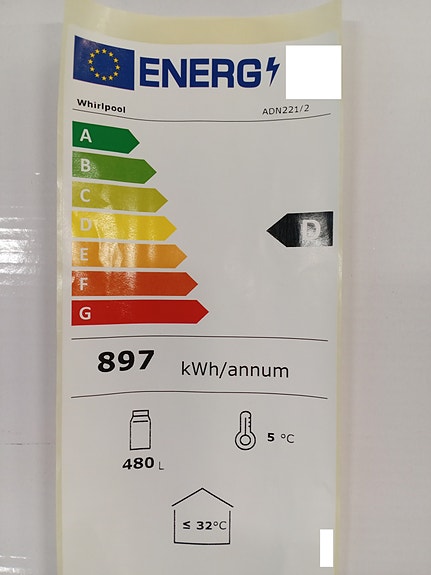 ENERG
Whirlpool ADN221/2
A
B
C
D
D
E
F
G
897 kWh/annum
480 L
5 °C
≤ 32°C